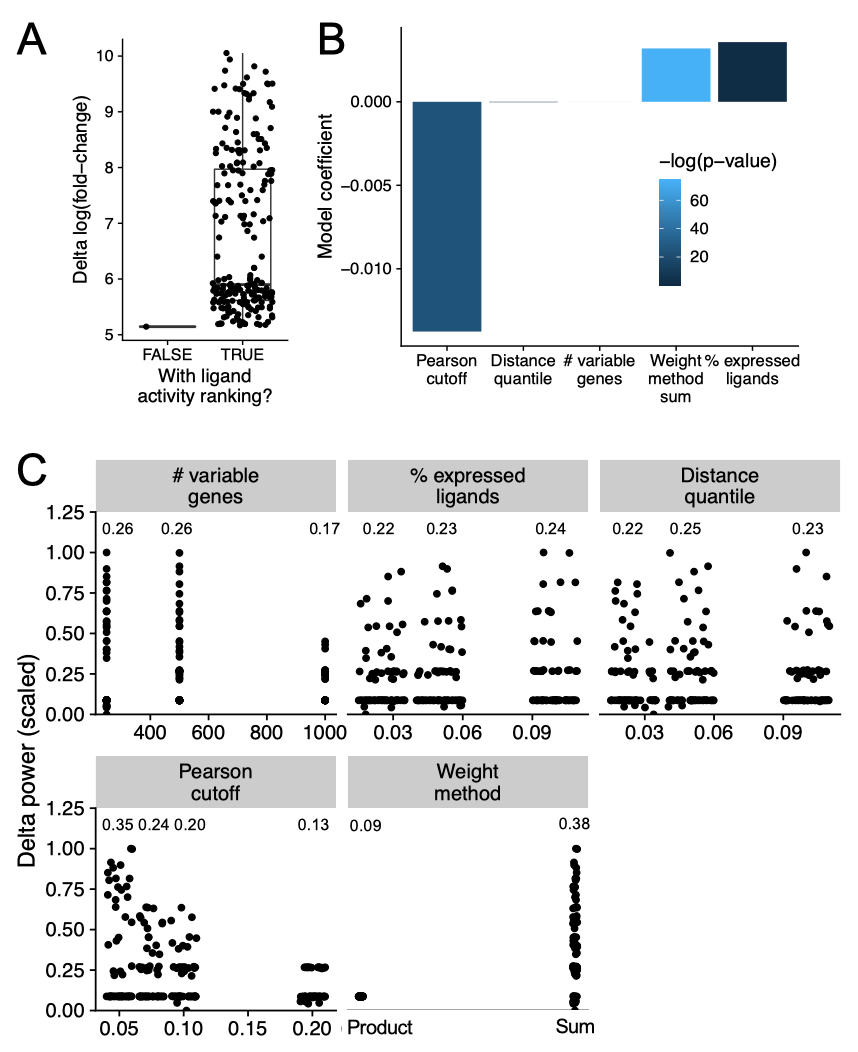 A
Delta log(fold−change)
10
9
8
7
6
5
FALSE TRUE
With ligand
activity ranking?
B
Model coefficient
0.000
−0.005
−0.010
−log(p−value)
60
40
20
Pearson
cutoff
Distance
quantile
# variable
genes
Weight
method
sum
% expressed
ligands
C
Delta power (scaled)
# variable
genes
% expressed
ligands
Distance
quantile
1.25
1.00
0.75
0.50
0.25
0.00
0.26 0.26 0.17
0.22 0.23 0.24
0.22 0.25 0.23
400 600 800 1000
0.03 0.06 0.09
0.03 0.06 0.09
Pearson
cutoff
Weight
method
1.25
1.00
0.75
0.50
0.25
0.00
0.35 0.24 0.20 0.13
0.09 0.38
0.05 0.10 0.15 0.20
Product Sum